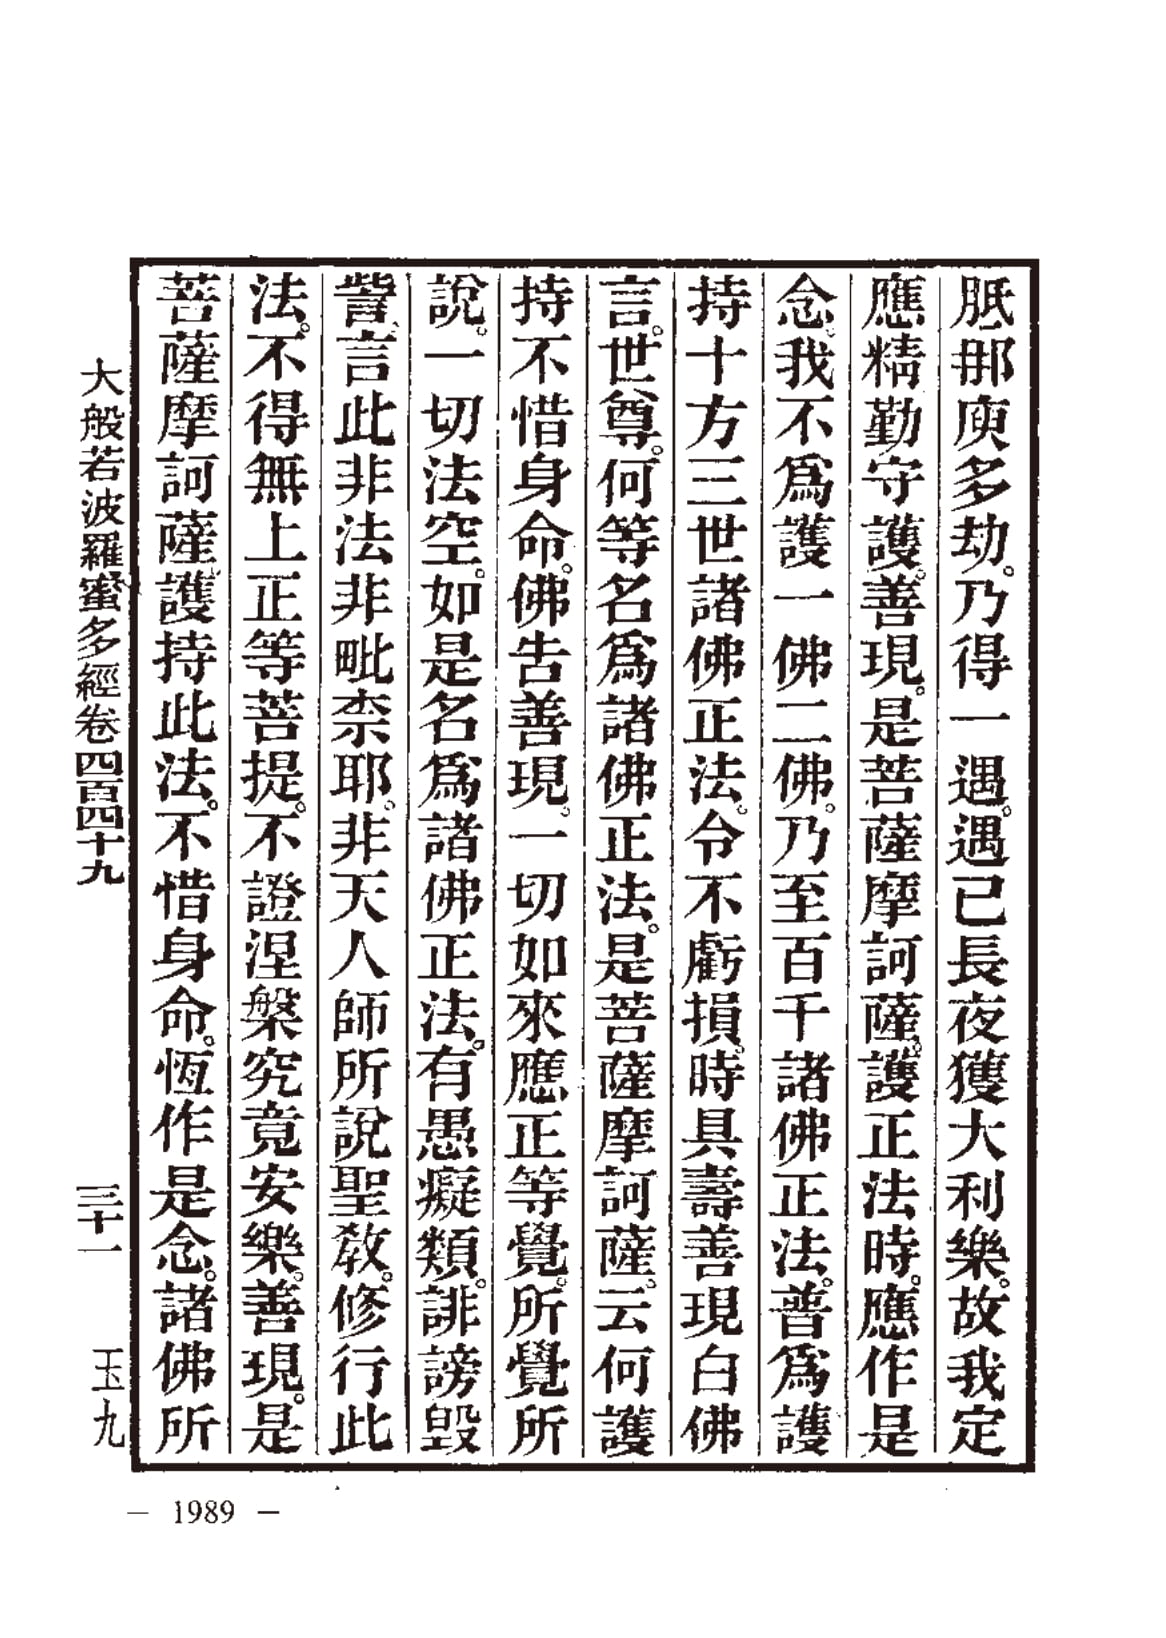 胝那庾多劫。乃得一遇。遇已長夜獲大利樂。故我定
應精勤守護。善現。是菩薩摩訶薩。護正法時。應作是
念。我不爲護一佛二佛。乃至百千諸佛正法。普爲護
持十方三世諸佛正法。令不虧損。時具壽善現白佛
言。世尊。何等名爲諸佛正法。是菩薩摩訶薩。云何護
持不惜身命。佛告善現。一切如來應正等覺。所覺所
說。一切法空。如是名爲諸佛正法。有愚癡類。誹謗毀
訾、言此非法非毗柰耶。非天人師所說聖敎。修行此
法。不得無上正等菩提。不證涅槃究竟安樂。善現。是
菩薩摩訶薩護持此法。不惜身命。恆作是念。諸佛所
大般若波羅蜜多經卷四百四十九 三十一 玉九
— 1989 —